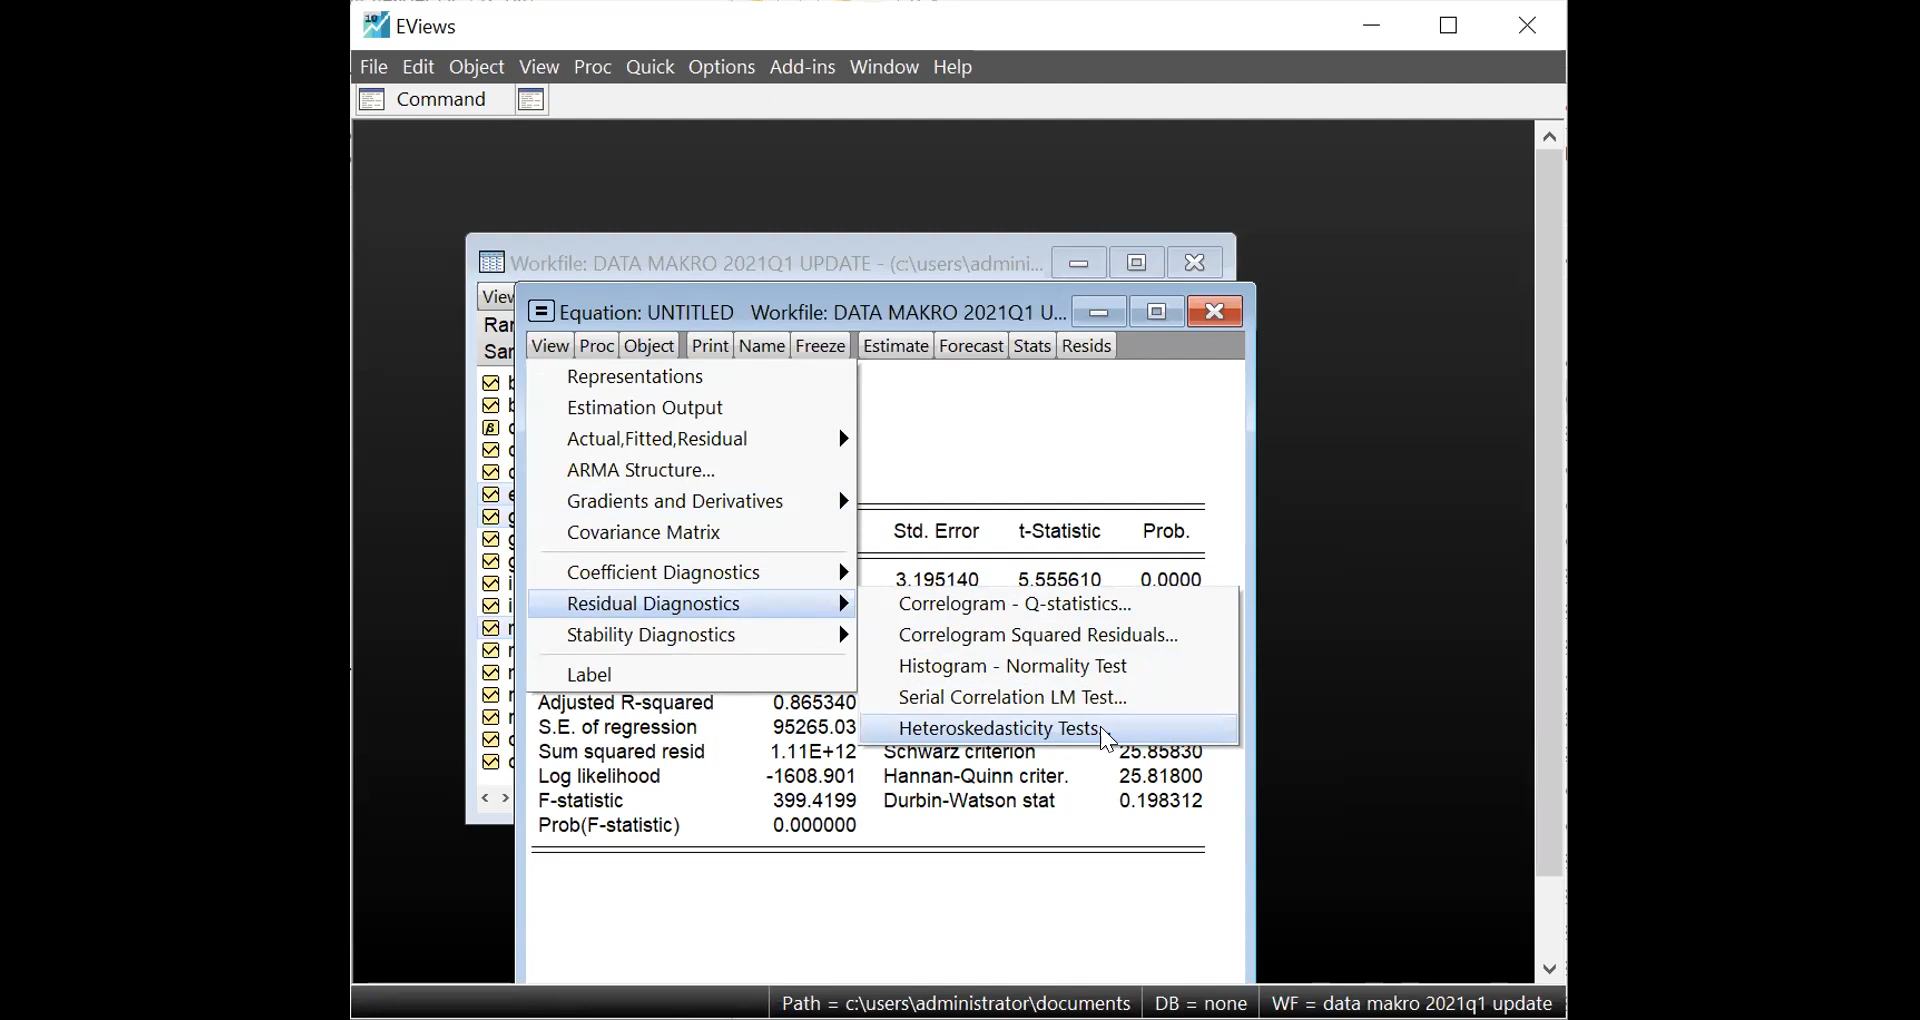 EViews
File Edit Object View Proc Quick Options Add-ins Window Help
Command
Workfile: DATA MAKRO 2021Q1 UPDATE - (c:\users\admini...
Equation: UNTITLED Workfile: DATA MAKRO 2021Q1 U...
View Proc Object Print Name Freeze Estimate Forecast Stats Resids
Representations
Estimation Output
Actual,Fitted,Residual
ARMA Structure...
Gradients and Derivatives
Covariance Matrix
Coefficient Diagnostics
Residual Diagnostics
Stability Diagnostics
Label
Std. Error t-Statistic Prob.
3.195140 5.555610 0.0000
Correlogram - Q-statistics...
Correlogram Squared Residuals...
Histogram - Normality Test
Serial Correlation LM Test...
Heteroskedasticity Tests...
Adjusted R-squared 0.865340
S.E. of regression 95265.03
Sum squared resid 1.11E+12 Schwarz criterion 25.85830
Log likelihood -1608.901 Hannan-Quinn criter. 25.81800
F-statistic 399.4199 Durbin-Watson stat 0.198312
Prob(F-statistic) 0.000000
Path = c:\users\administrator\documents DB = none WF = data makro 2021q1 update